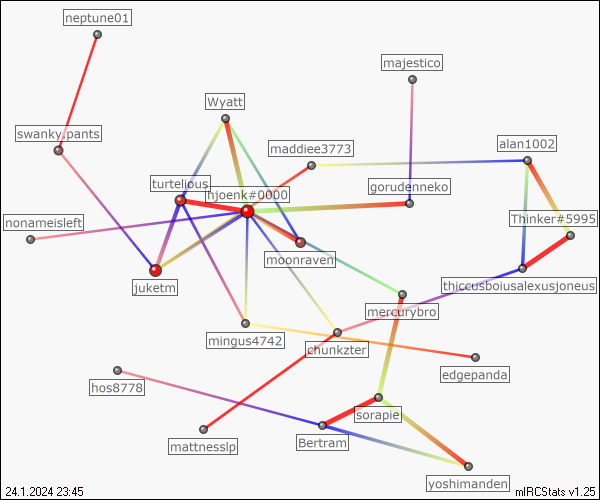 neptune01
majestico
Wyatt
swanky.pants
maddiee3773
alan1002
turtelious
hjoenk#0000
gorudenneko
nonameisleft
Thinker#5995
moonraven
juketm
thiccusboiusalexusjoneus
mercurybro
mingus4742
chunkzter
edgepanda
hos8778
sorapie
mattnesslp
Bertram
yoshimanden
24.1.2024 23:45
mIRCStats v1.25